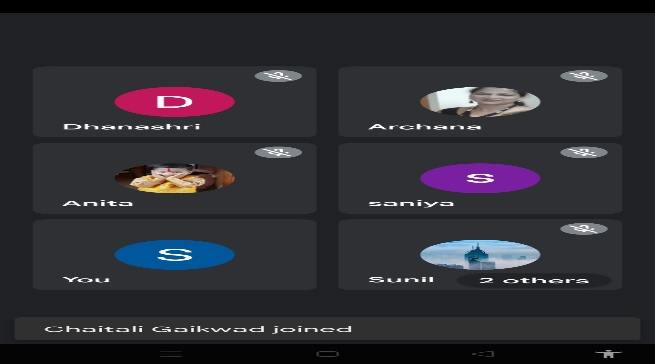 D
Dhanashri
Archana
Anita
S
saniya
S
You
Sunil
2 others
Chaitali Gaikwad joined